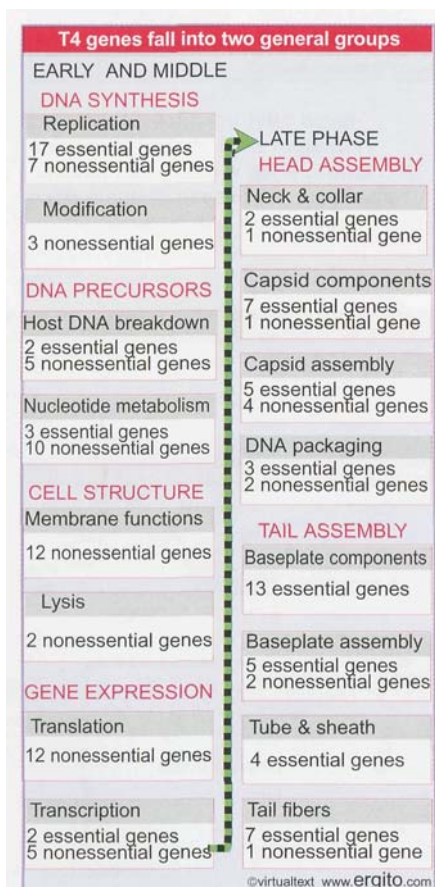 T4 genes fall into two general groups
EARLY AND MIDDLE
DNA SYNTHESIS
Replication
17 essential genes
7 nonessential genes
Modification
3 nonessential genes
DNA PRECURSORS
Host DNA breakdown
2 essential genes
5 nonessential genes
Nucleotide metabolism
3 essential genes
10 nonessential genes
CELL STRUCTURE
Membrane functions
12 nonessential genes
Lysis
2 nonessential genes
GENE EXPRESSION
Translation
12 nonessential genes
Transcription
2 essential genes
5 nonessential genes
LATE PHASE
HEAD ASSEMBLY
Neck & collar
2 essential genes
1 nonessential gene
Capsid components
7 essential genes
1 nonessential gene
Capsid assembly
5 essential genes
4 nonessential genes
DNA packaging
3 essential genes
2 nonessential genes
TAIL ASSEMBLY
Baseplate components
13 essential genes
Baseplate assembly
5 essential genes
2 nonessential genes
Tube & sheath
4 essential genes
Tail fibers
7 essential genes
1 nonessential gene
©virtualtext www.ergito.com